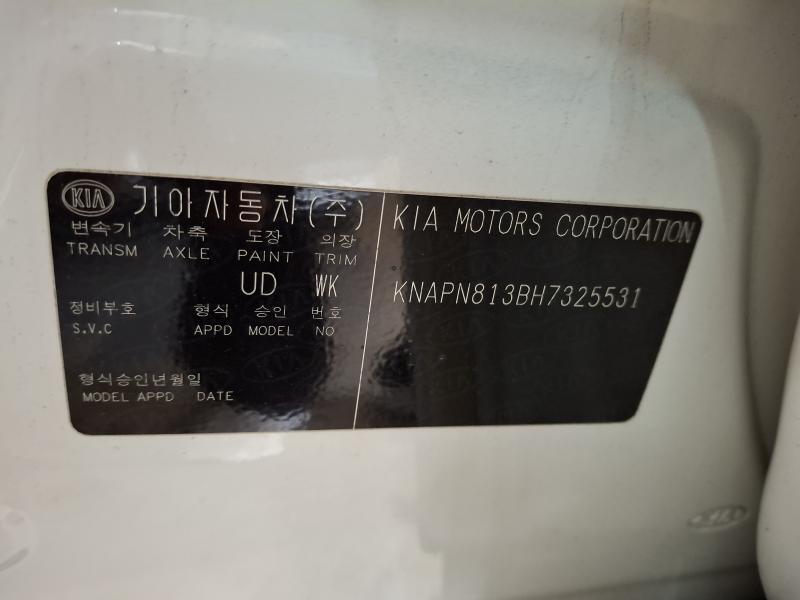 KIA 기아자동차(주)
변속기 차축 도장 의장
TRANSM AXLE PAINT TRIM
UD WK
정비부호 형식 승인 번호
S.V.C APPD MODEL NO
형식승인년월일
MODEL APPD DATE
KIA MOTORS CORPORATION
KNAPN813BH7325531